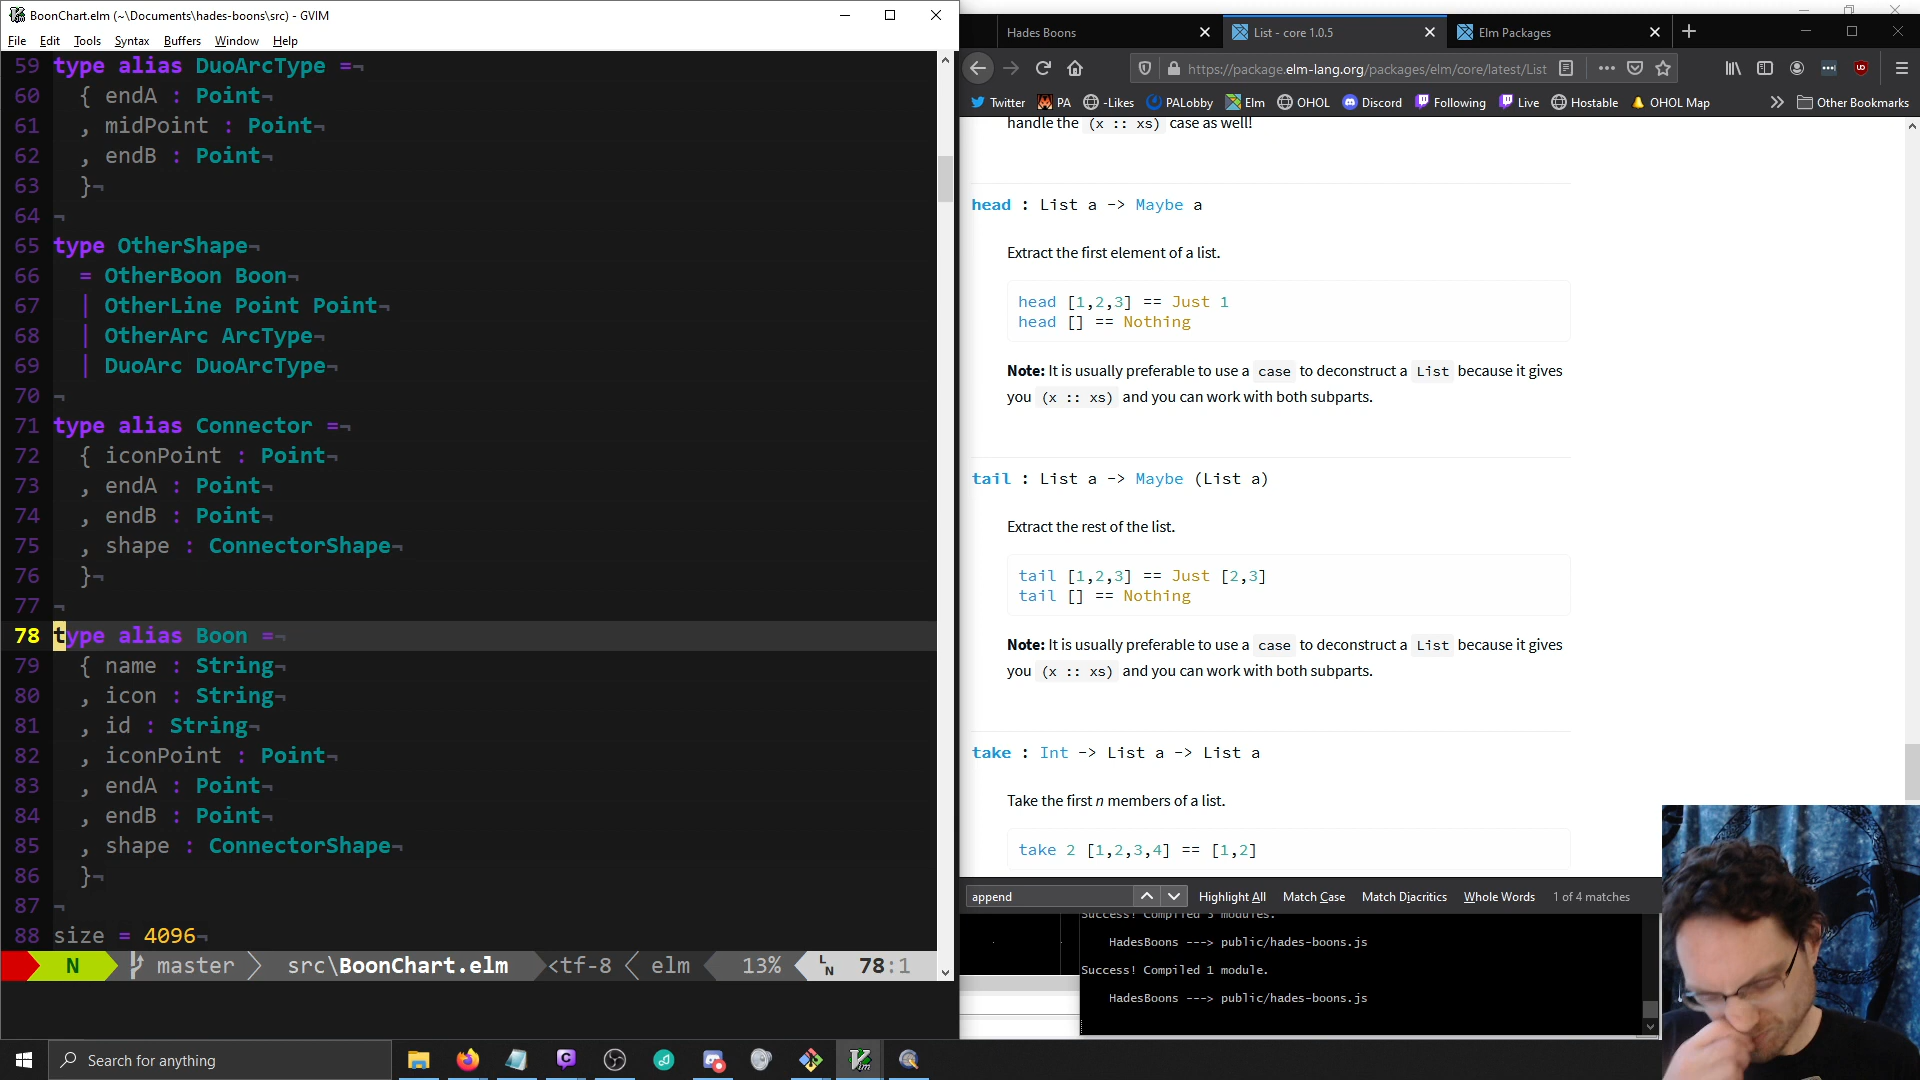 BoonChart.elm (~\Documents\hades-boons\src) - GVIM
File Edit Tools Syntax Buffers Window Help
59 type alias DuoArcType =¬
60 { endA : Point¬
61 , midPoint : Point¬
62 , endB : Point¬
63 }¬
64 ¬
65 type OtherShape¬
66 = OtherBoon Boon¬
67 | OtherLine Point Point¬
68 | OtherArc ArcType¬
69 | DuoArc DuoArcType¬
70 ¬
71 type alias Connector =¬
72 { iconPoint : Point¬
73 , endA : Point¬
74 , endB : Point¬
75 , shape : ConnectorShape¬
76 }¬
77 ¬
78 type alias Boon =¬
79 { name : String¬
80 , icon : String¬
81 , id : String¬
82 , iconPoint : Point¬
83 , endA : Point¬
84 , endB : Point¬
85 , shape : ConnectorShape¬
86 }¬
87 ¬
88 size = 4096¬
N master src\BoonChart.elm <tf-8 elm 13% LN 78:1
Hades Boons
List - core 1.0.5
Elm Packages
https://package.elm-lang.org/packages/elm/core/latest/List
Twitter PA -Likes PALobby Elm OHOL Discord Following Live Hostable OHOL Map Other Bookmarks
handle the (x :: xs) case as well!
head : List a -> Maybe a
Extract the first element of a list.
head [1,2,3] == Just 1
head [] == Nothing
Note: It is usually preferable to use a case to deconstruct a List because it gives
you (x :: xs) and you can work with both subparts.
tail : List a -> Maybe (List a)
Extract the rest of the list.
tail [1,2,3] == Just [2,3]
tail [] == Nothing
Note: It is usually preferable to use a case to deconstruct a List because it gives
you (x :: xs) and you can work with both subparts.
take : Int -> List a -> List a
Take the first n members of a list.
take 2 [1,2,3,4] == [1,2]
append Highlight All Match Case Match Diacritics Whole Words 1 of 4 matches
Success! Compiled 3 modules.
HadesBoons ---> public/hades-boons.js
Success! Compiled 1 module.
HadesBoons ---> public/hades-boons.js
Search for anything